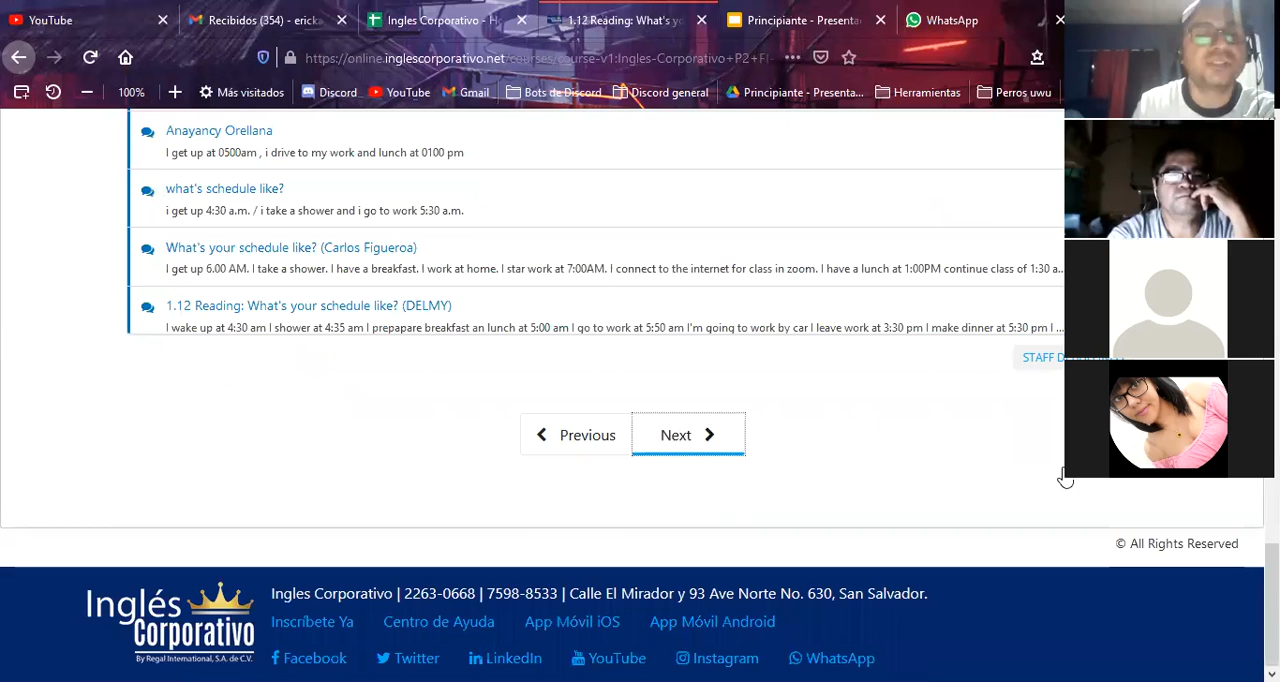 YouTube
Recibidos (354) - ericka
Ingles Corporativo - Ho
1.12 Reading: What's yo
Principiante - Presenta
WhatsApp
https://online.inglescorporativo.net/courses/course-v1:Ingles-Corporativo+P2+FI
100%
Más visitados
Discord
YouTube
Gmail
Bots de Discord
Discord general
Principiante - Presenta...
Herramientas
Perros uwu
Anayancy Orellana
I get up at 0500am , i drive to my work and lunch at 0100 pm
what's schedule like?
i get up 4:30 a.m. / i take a shower and i go to work 5:30 a.m.
What's your schedule like? (Carlos Figueroa)
I get up 6.00 AM. I take a shower. I have a breakfast. I work at home. I star work at 7:00AM. I connect to the internet for class in zoom. I have a lunch at 1:00PM continue class of 1:30 a...
1.12 Reading: What's your schedule like? (DELMY)
I wake up at 4:30 am I shower at 4:35 am I prepapare breakfast an lunch at 5:00 am I go to work at 5:50 am I'm going to work by car I leave work at 3:30 pm I make dinner at 5:30 pm I ...
STAFF D
Previous
Next
© All Rights Reserved
Inglés
Corporativo
By Regal International, S.A. de C.V.
Ingles Corporativo | 2263-0668 | 7598-8533 | Calle El Mirador y 93 Ave Norte No. 630, San Salvador.
Inscríbete Ya
Centro de Ayuda
App Móvil iOS
App Móvil Android
Facebook
Twitter
LinkedIn
YouTube
Instagram
WhatsApp